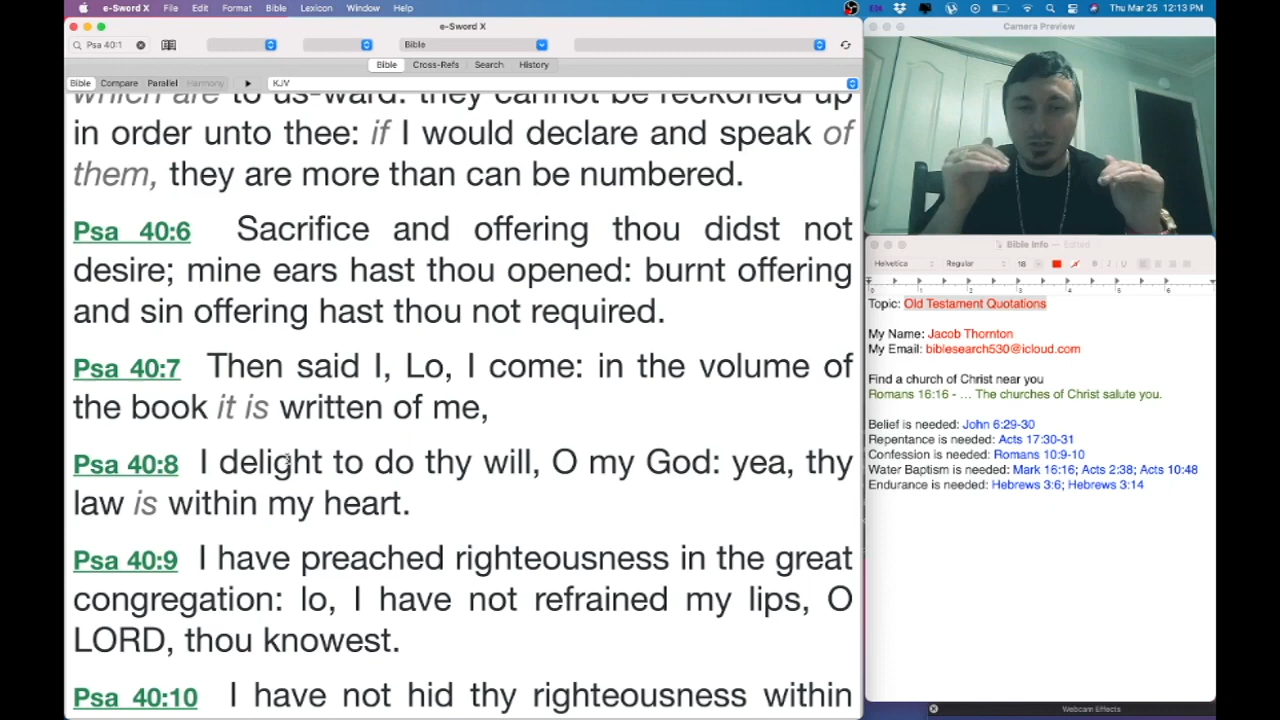 e-Sword X File Edit Format Bible Lexicon Window Help
Thu Mar 25 12:13 PM
e-Sword X
Psa 40:1
Bible
Bible Cross-Refs Search History
Bible Compare Parallel Harmony
KJV
which are to us-ward: they cannot be reckoned up
in order unto thee: if I would declare and speak of
them, they are more than can be numbered.
Psa 40:6 Sacrifice and offering thou didst not
desire; mine ears hast thou opened: burnt offering
and sin offering hast thou not required.
Psa 40:7 Then said I, Lo, I come: in the volume of
the book it is written of me,
Psa 40:8 I delight to do thy will, O my God: yea, thy
law is within my heart.
Psa 40:9 I have preached righteousness in the great
congregation: lo, I have not refrained my lips, O
LORD, thou knowest.
Psa 40:10 I have not hid thy righteousness within
Camera Preview
Bible Info — Edited
Helvetica Regular 18 B I U
0 1 2 3 4 5 6
Topic: Old Testament Quotations
My Name: Jacob Thornton
My Email: biblesearch530@icloud.com
Find a church of Christ near you
Romans 16:16 - ... The churches of Christ salute you.
Belief is needed: John 6:29-30
Repentance is needed: Acts 17:30-31
Confession is needed: Romans 10:9-10
Water Baptism is needed: Mark 16:16; Acts 2:38; Acts 10:48
Endurance is needed: Hebrews 3:6; Hebrews 3:14
Webcam Effects